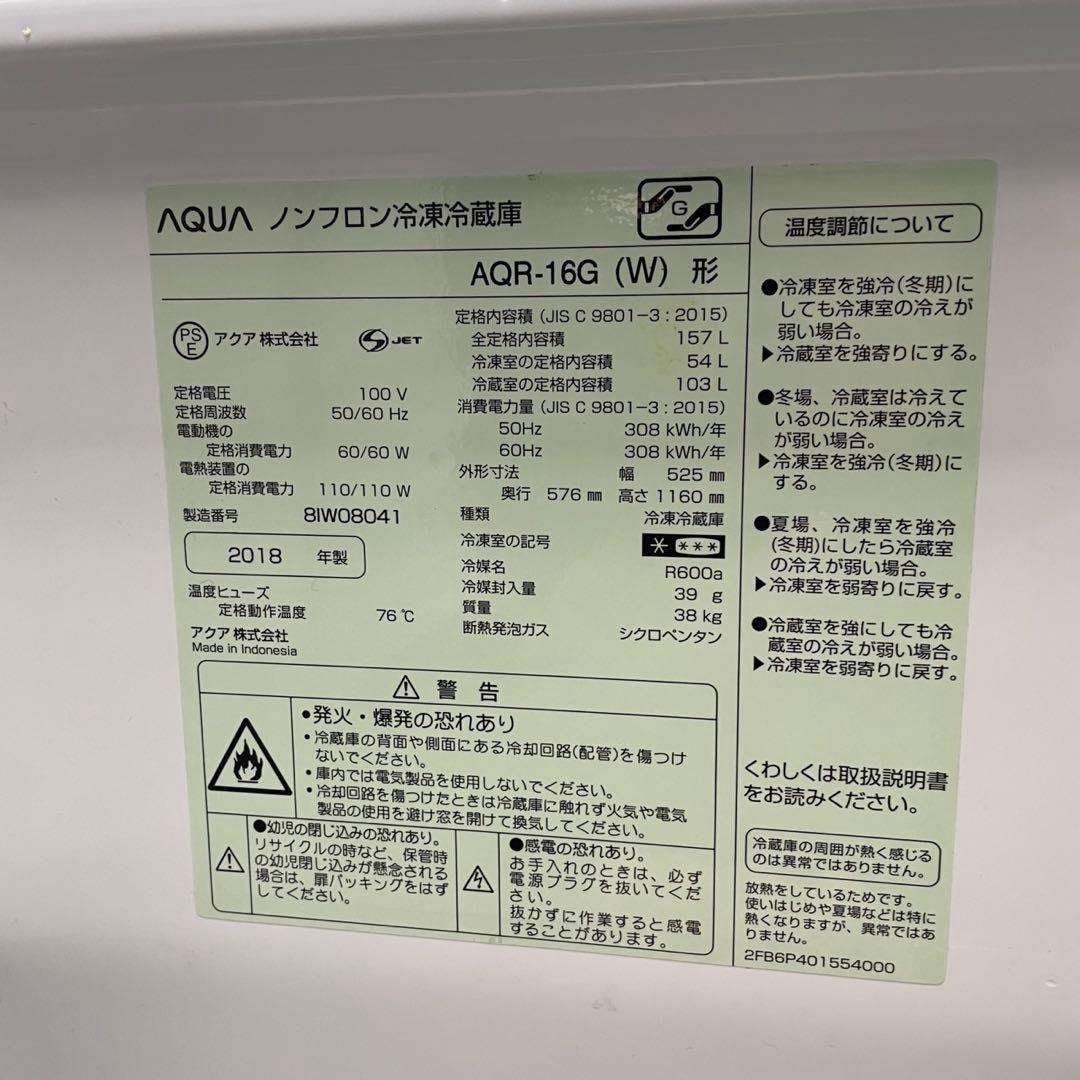 AQUA ノンフロン冷凍冷蔵庫
G
AQR-16G (W) 形
PS
E
アクア 株式会社
S JET
定格電圧 100 V
定格周波数 50/60 Hz
電動機の
定格消費電力 60/60 W
電熱装置の
定格消費電力 110/110 W
製造番号 8IW08041
2018 年製
温度ヒューズ
定格動作温度 76 ℃
アクア 株式会社
Made in Indonesia
定格内容積 (JIS C 9801-3 : 2015)
全定格内容積 157 L
冷凍室の定格内容積 54 L
冷蔵室の定格内容積 103 L
消費電力量 (JIS C 9801-3 : 2015)
50Hz 308 kWh/年
60Hz 308 kWh/年
外形寸法 幅 525 ㎜
奥行 576 ㎜ 高さ 1160 ㎜
種類 冷凍冷蔵庫
冷凍室の記号 * ***
冷媒名 R600a
冷媒封入量 39 g
質量 38 kg
断熱発泡ガス シクロペンタン
警 告
•発火・爆発の恐れあり
•冷蔵庫の背面や側面にある冷却回路(配管)を傷つけ
ないでください。
•庫内では電気製品を使用しないでください。
•冷却回路を傷つけたときは冷蔵庫に触れず火気や電気
製品の使用を避け窓を開けて換気してください。
●幼児の閉じ込みの恐れあり。
リサイクルの時など、保管時
の幼児閉じ込みが懸念される
場合は、扉パッキングをはず
してください。
●感電の恐れあり。
お手入れのときは、必ず
電源プラグを抜いてくだ
さい。
抜かずに作業すると感電
することがあります。
温度調節について
●冷凍室を強冷(冬期)に
しても冷凍室の冷えが
弱い場合。
▶冷蔵室を強寄りにする。
●冬場、冷蔵室は冷えて
いるのに冷凍室の冷え
が弱い場合。
▶冷凍室を強冷(冬期)に
する。
●夏場、冷凍室を強冷
(冬期)にしたら冷蔵室
の冷えが弱い場合。
▶冷凍室を弱寄りに戻す。
●冷蔵室を強にしても冷
蔵室の冷えが弱い場合。
▶冷凍室を弱寄りに戻す。
くわしくは取扱説明書
をお読みください。
冷蔵庫の周囲が熱く感じる
のは異常ではありません。
放熱をしているためです。
使いはじめや夏場などは特に
熱くなりますが、異常ではあ
りません。
2FB6P401554000